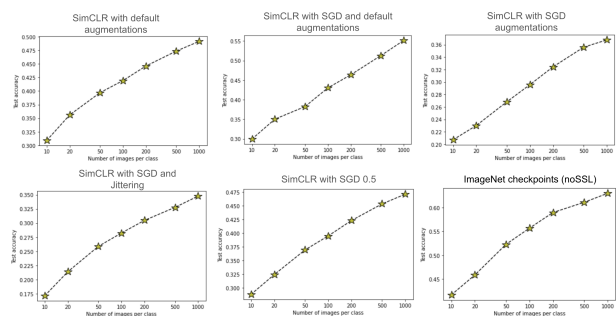 SimCLR with default
augmentations
0.500
0.475
0.450
0.425
0.400
0.375
0.350
0.325
0.300
Test accuracy
10 20 50 100 200 500 1000
Number of images per class
SimCLR with SGD and default
augmentations
0.55
0.50
0.45
0.40
0.35
0.30
Test accuracy
10 20 50 100 200 500 1000
Number of images per class
SimCLR with SGD
augmentations
0.36
0.34
0.32
0.30
0.28
0.26
0.24
0.22
0.20
Test accuracy
10 20 50 100 200 500 1000
Number of images per class
SimCLR with SGD and
Jittering
0.350
0.325
0.300
0.275
0.250
0.225
0.200
0.175
Test accuracy
10 20 50 100 200 500 1000
Number of images per class
SimCLR with SGD 0.5
0.475
0.450
0.425
0.400
0.375
0.350
0.325
0.300
Test accuracy
10 20 50 100 200 500 1000
Number of images per class
ImageNet checkpoints (noSSL)
0.60
0.55
0.50
0.45
Test accuracy
10 20 50 100 200 500 1000
Number of images per class